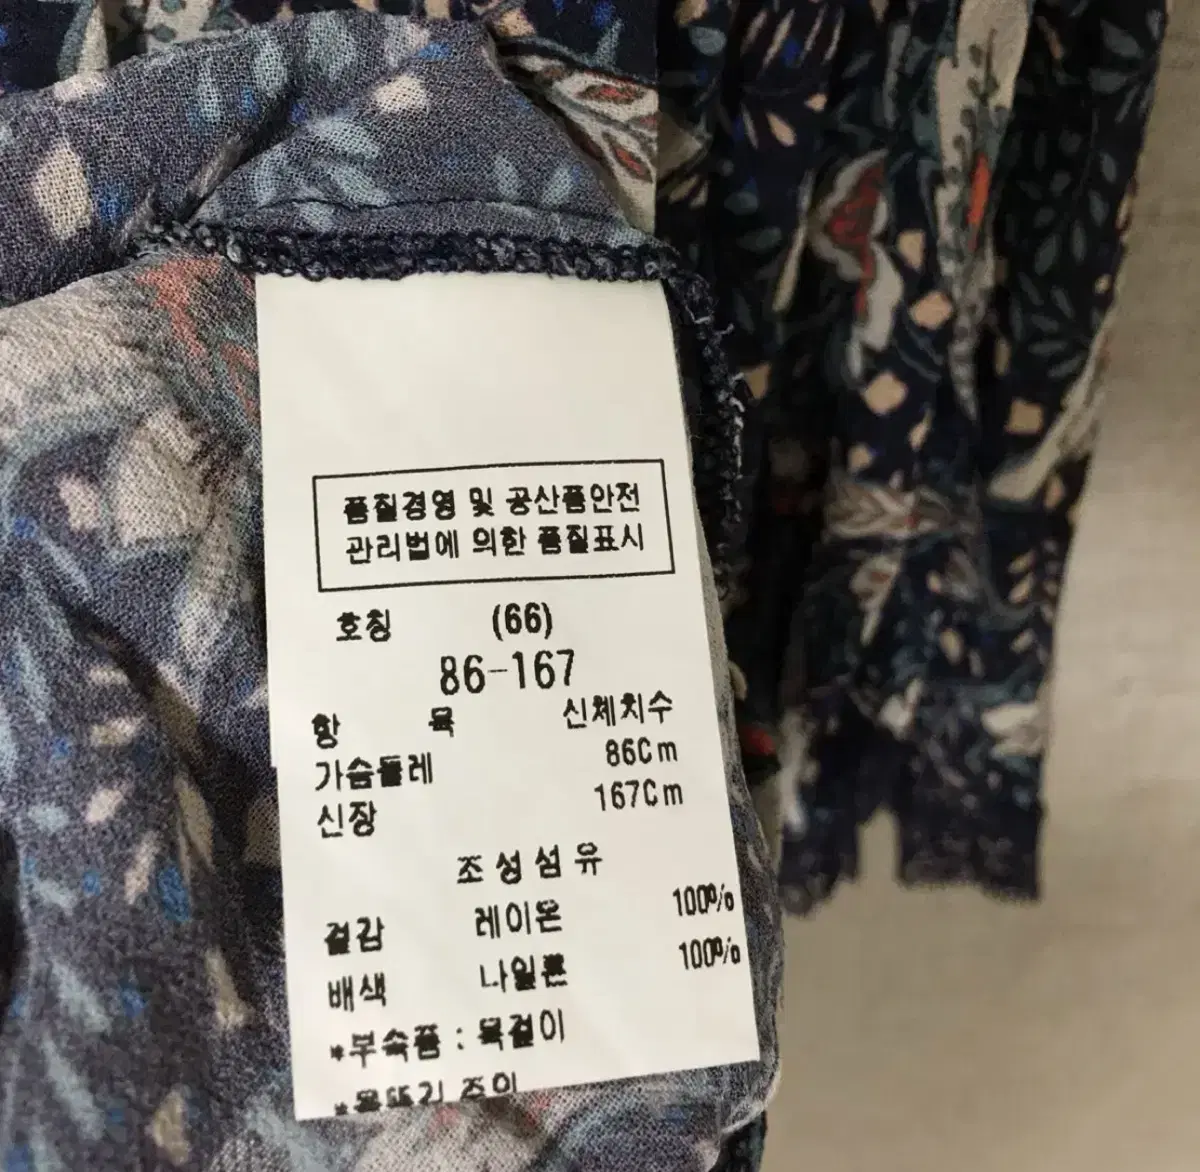 품질경영 및 공산품안전
관리법에 의한 품질표시
호칭 (66)
86-167
항 목 신체치수
가슴둘레 86Cm
신장 167Cm
조성섬유
겉감 레이온 100%
배색 나일론 100%
*부속품 : 목걸이